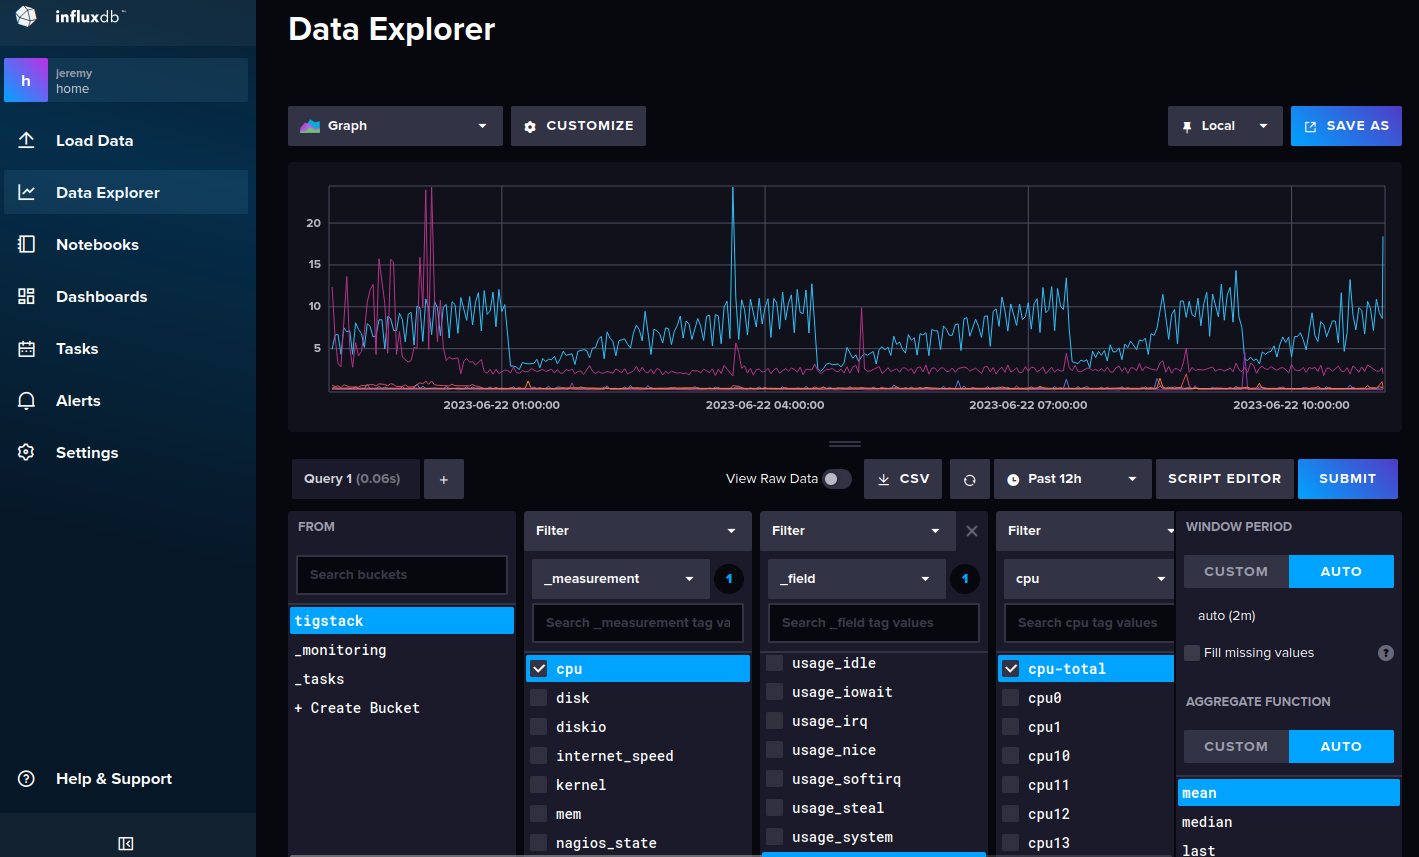 influxdb™
Data Explorer
h
jeremy
home
Load Data
Data Explorer
Notebooks
Dashboards
Tasks
Alerts
Settings
Help & Support
Graph
CUSTOMIZE
Local
SAVE AS
20
15
10
5
2023-06-22 01:00:00
2023-06-22 04:00:00
2023-06-22 07:00:00
2023-06-22 10:00:00
Query 1 (0.06s)
+
View Raw Data
CSV
Past 12h
SCRIPT EDITOR
SUBMIT
FROM
Search buckets
tigstack
_monitoring
_tasks
+ Create Bucket
Filter
_measurement
1
Search _measurement tag va
cpu
disk
diskio
internet_speed
kernel
mem
nagios_state
Filter
_field
1
Search _field tag values
usage_idle
usage_iowait
usage_irq
usage_nice
usage_softirq
usage_steal
usage_system
Filter
cpu
Search cpu tag values
cpu-total
cpu0
cpu1
cpu10
cpu11
cpu12
cpu13
WINDOW PERIOD
CUSTOM
AUTO
auto (2m)
Fill missing values
?
AGGREGATE FUNCTION
CUSTOM
AUTO
mean
median
last